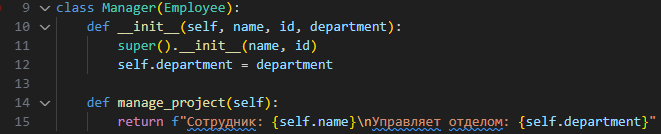 9 class Manager(Employee):
10 def __init__(self, name, id, department):
11 super().__init__(name, id)
12 self.department = department
13
14 def manage_project(self):
15 return f"Сотрудник: {self.name}\nУправляет отделом: {self.department}"